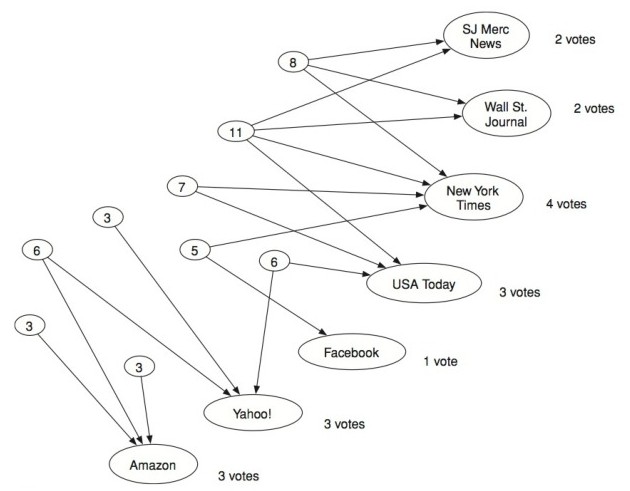 SJ Merc
News
2 votes
8
Wall St.
Journal
2 votes
11
7
New York
Times
4 votes
3
6
5
6
USA Today
3 votes
3
Facebook
1 vote
3
Yahoo!
3 votes
Amazon
3 votes